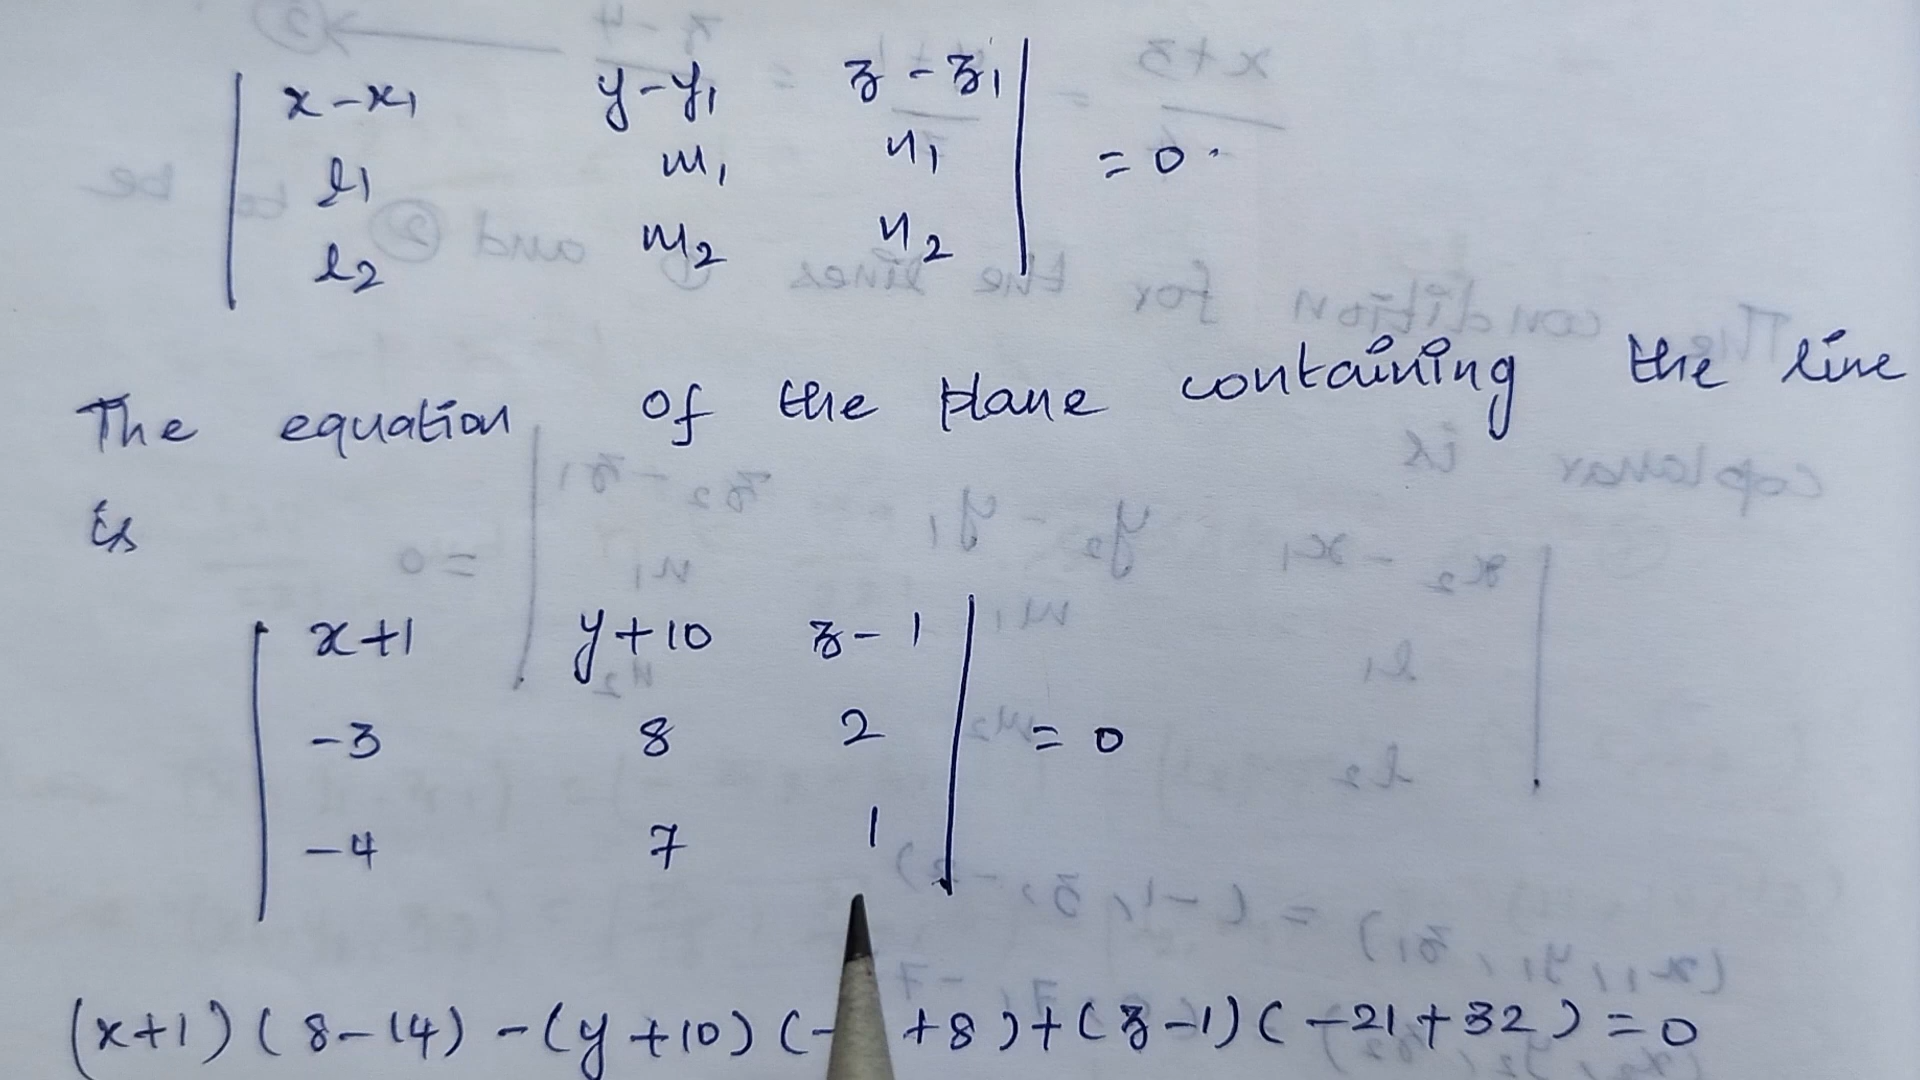 | x-x₁ y-y₁ z-z₁ |
| l₁ m₁ n₁ | = 0.
| l₂ m₂ n₂ |
The equation of the plane containing the line
is
| x+1 y+10 z-1 |
| -3 8 2 | = 0
| -4 7 1 |
(x+1)(8-14)-(y+10)(- +8)+(z-1)(-21+32)=0